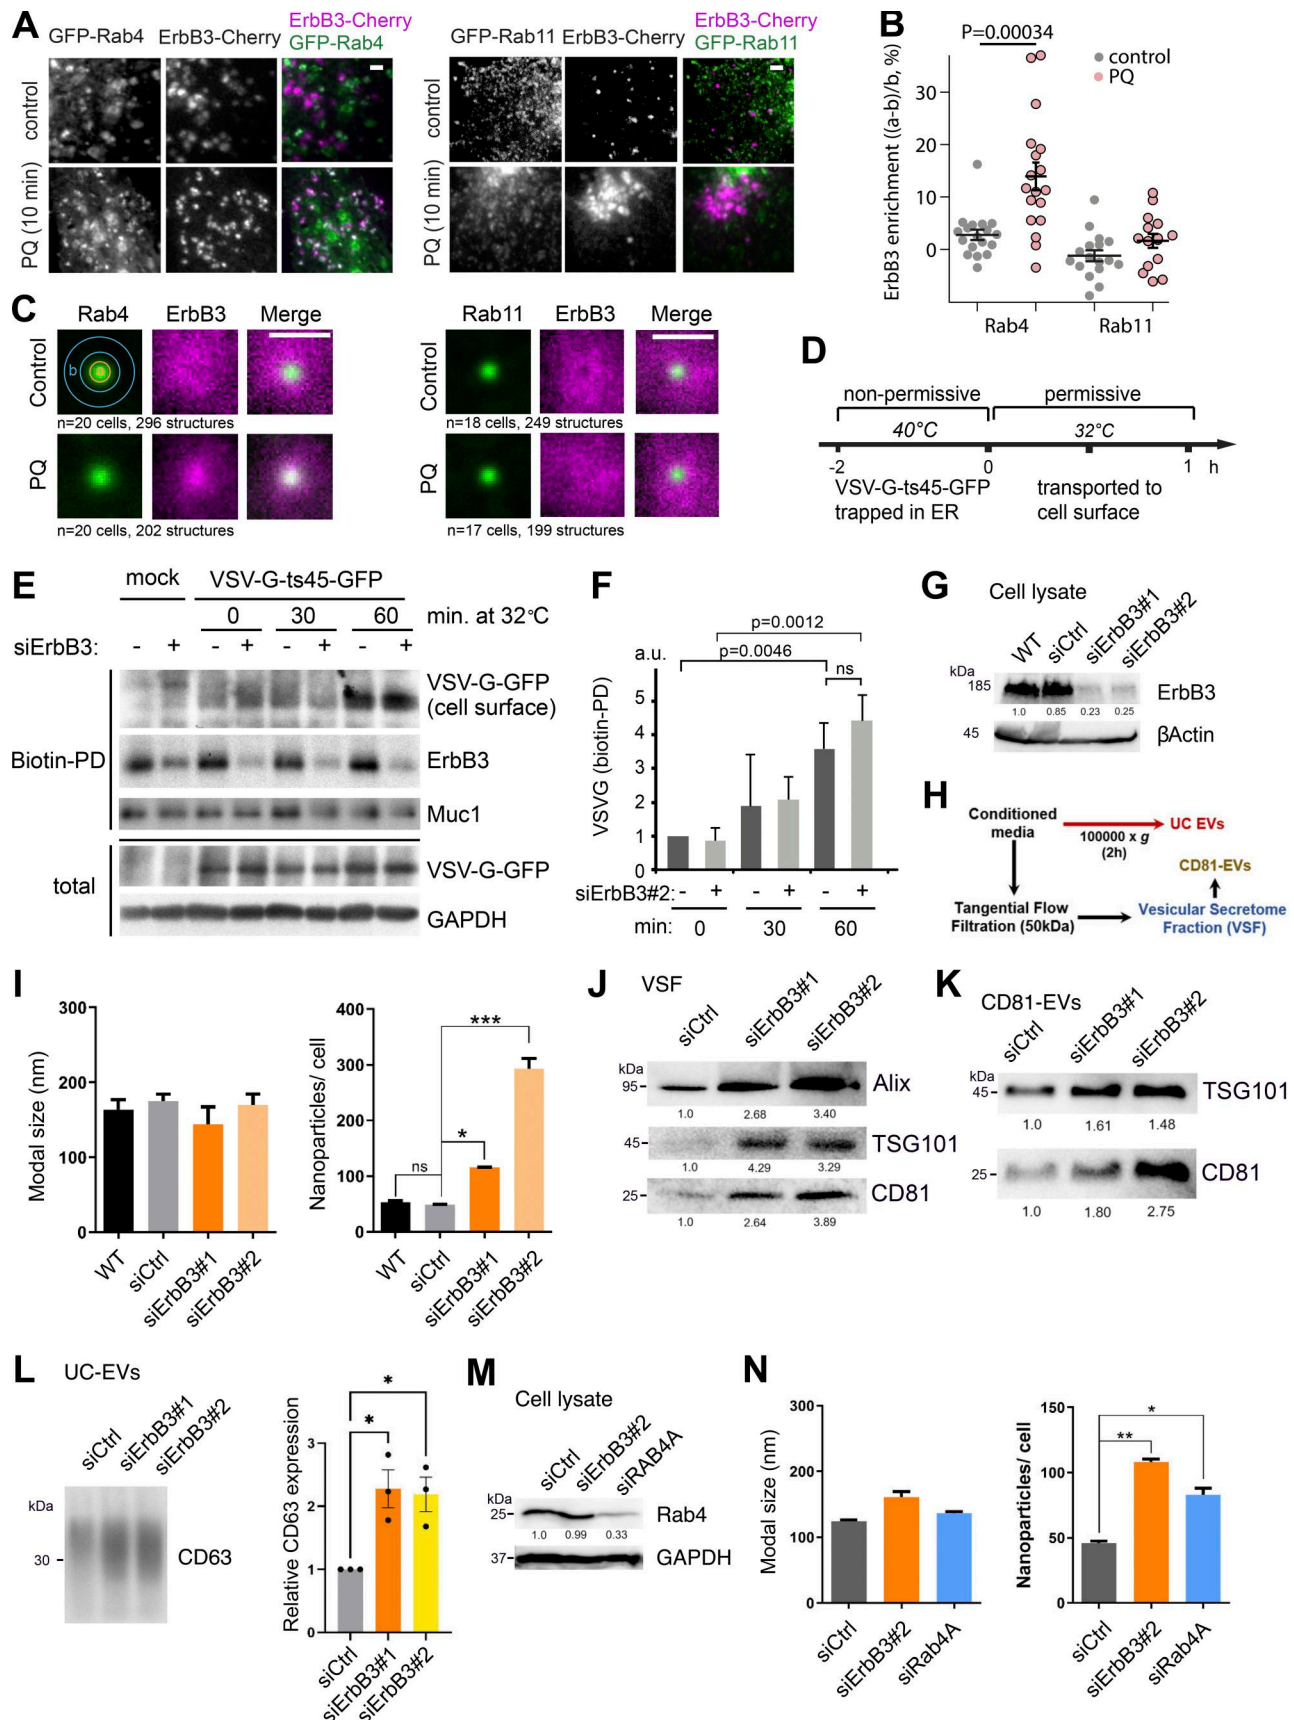 A
GFP-Rab4
ErbB3-Cherry
ErbB3-Cherry
GFP-Rab4
GFP-Rab11
ErbB3-Cherry
ErbB3-Cherry
GFP-Rab11
control
PQ (10 min)
control
PQ (10 min)
B
P=0.00034
control
PQ
ErbB3 enrichment ((a-b)/b, %)
30
20
10
0
Rab4
Rab11
C
Rab4
ErbB3
Merge
Control
b
a
n=20 cells, 296 structures
PQ
n=20 cells, 202 structures
Rab11
ErbB3
Merge
Control
n=18 cells, 249 structures
PQ
n=17 cells, 199 structures
D
non-permissive
permissive
40°C
32°C
-2
0
1
h
VSV-G-ts45-GFP
trapped in ER
transported to
cell surface
E
mock
VSV-G-ts45-GFP
0
30
60
min. at 32°C
siErbB3:
- + - + - + - +
VSV-G-GFP
(cell surface)
Biotin-PD
ErbB3
Muc1
total
VSV-G-GFP
GAPDH
F
p=0.0012
a.u.
p=0.0046
ns
5
4
3
2
1
0
VSVG (biotin-PD)
siErbB3#2:
- + - + - +
min:
0
30
60
G
Cell lysate
WT
siCtrl
siErbB3#1
siErbB3#2
kDa
185
ErbB3
1.0 0.85 0.23 0.25
45
βActin
H
Conditioned
media
100000 x g
(2h)
UC EVs
CD81-EVs
Tangential Flow
Filtration (50kDa)
Vesicular Secretome
Fraction (VSF)
I
Modal size (nm)
300
200
100
0
WT
siCtrl
siErbB3#1
siErbB3#2
Nanoparticles/ cell
400
300
200
100
0
ns
*
***
WT
siCtrl
siErbB3#1
siErbB3#2
J
VSF
siCtrl
siErbB3#1
siErbB3#2
kDa
95
Alix
1.0 2.68 3.40
45
TSG101
1.0 4.29 3.29
25
CD81
1.0 2.64 3.89
K
CD81-EVs
siCtrl
siErbB3#1
siErbB3#2
kDa
45
TSG101
1.0 1.61 1.48
25
CD81
1.0 1.80 2.75
L
UC-EVs
siCtrl
siErbB3#1
siErbB3#2
kDa
30
CD63
Relative CD63 expression
3
2
1
0
*
*
siCtrl
siErbB3#1
siErbB3#2
M
Cell lysate
siCtrl
siErbB3#2
siRAB4A
kDa
25
Rab4
1.0 0.99 0.33
37
GAPDH
N
Modal size (nm)
300
200
100
0
siCtrl
siErbB3#2
siRab4A
Nanoparticles/ cell
150
100
50
0
**
*
siCtrl
siErbB3#2
siRab4A